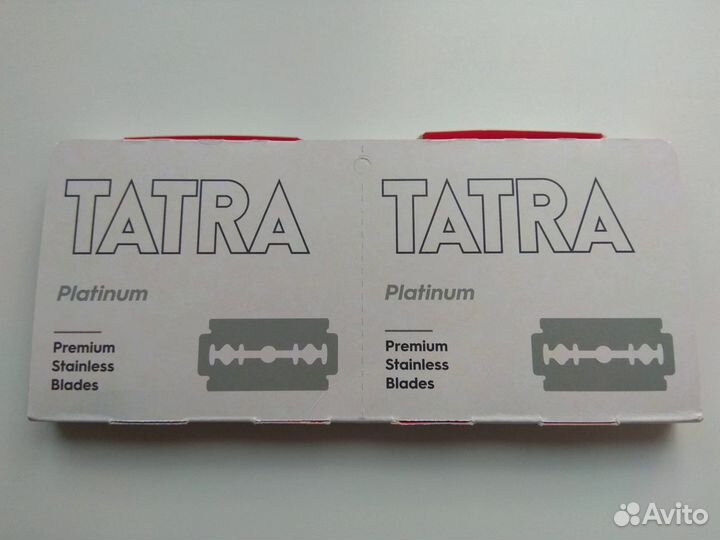 TATRA
Platinum
Premium
Stainless
Blades
TATRA
Platinum
Premium
Stainless
Blades
Avito